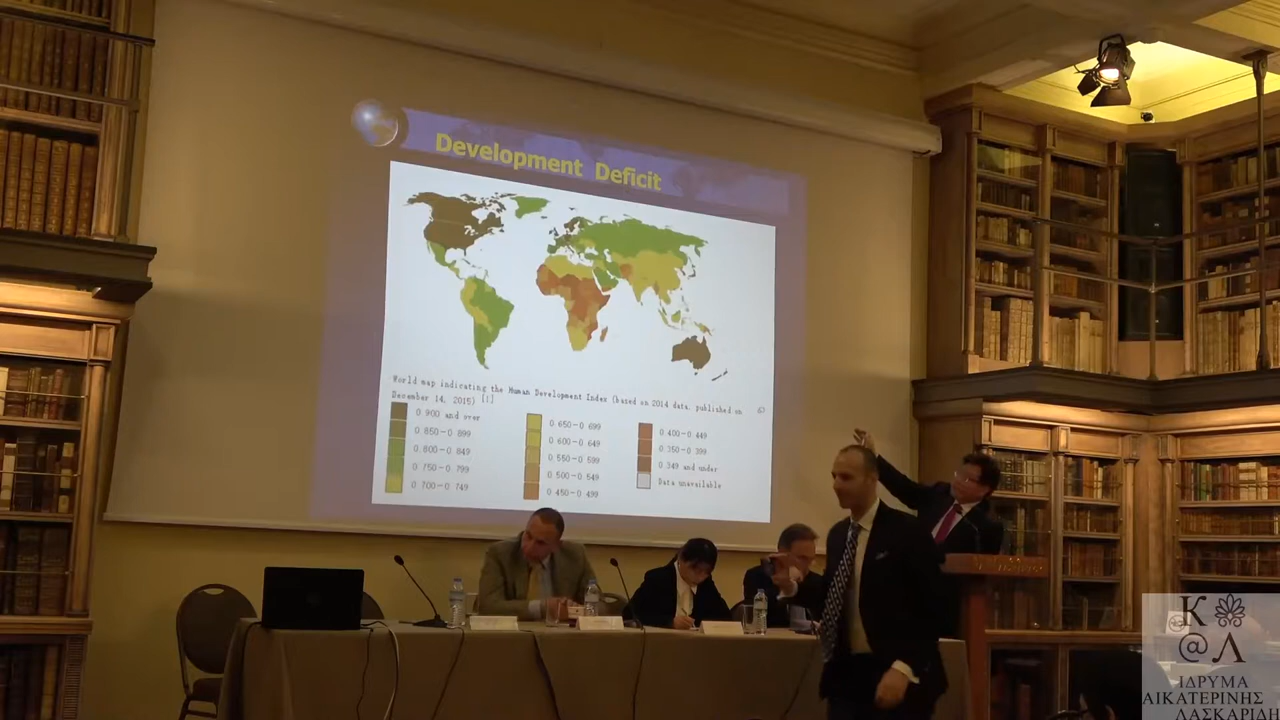 Development Deficit
World map indicating the Human Development Index (based on 2014 data, published on
December 14, 2015) [1]
0.900 and over
0.850-0.899
0.800-0.849
0.750-0.799
0.700-0.749
0.650-0.699
0.600-0.649
0.550-0.599
0.500-0.549
0.450-0.499
0.400-0.449
0.350-0.399
0.349 and under
Data unavailable
Κ
@ Λ
ΙΔΡΥΜΑ
ΑΙΚΑΤΕΡΙΝΗΣ
ΛΑΣΚΑΡΙΔΗ